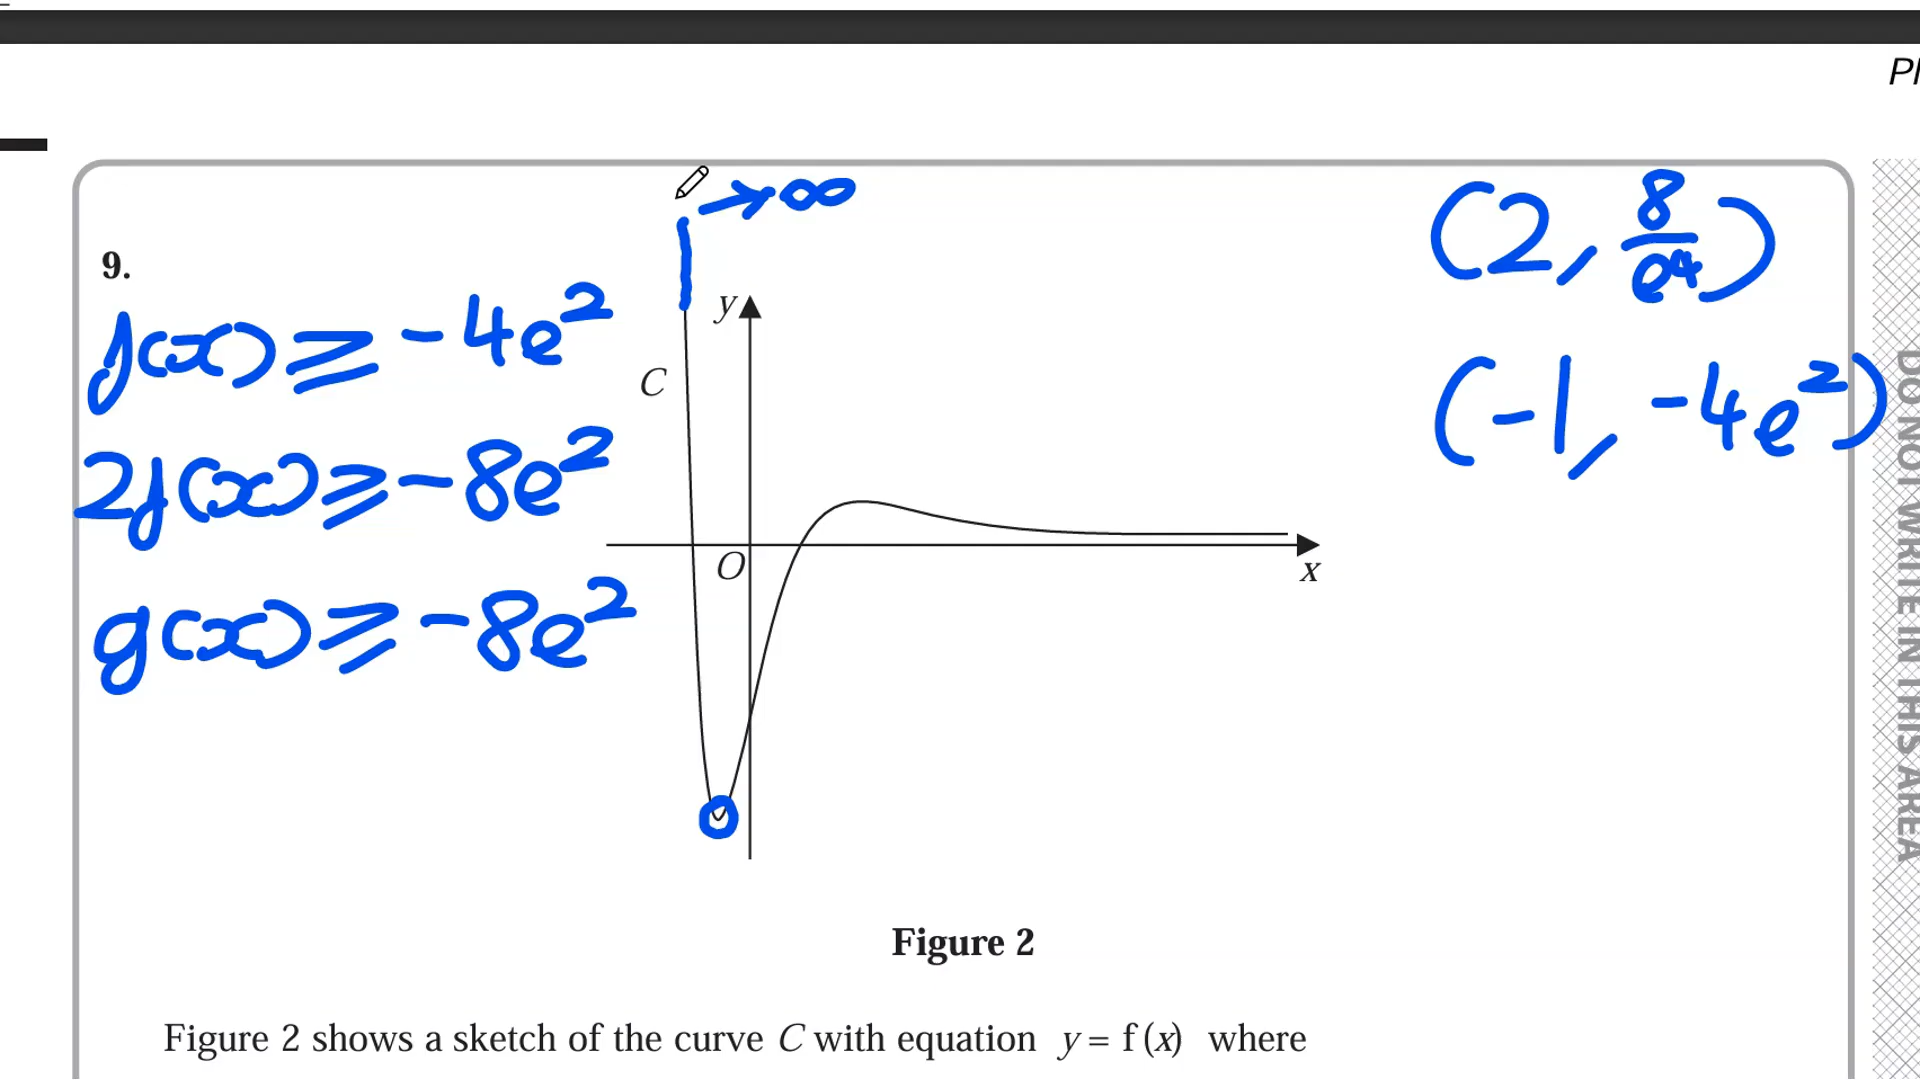 Pl
→∞
(2, 8/e⁴)
9.
f(x) ≥ -4e²
y
C
(-1, -4e²)
2f(x) ≥ -8e²
O
x
g(x) ≥ -8e²
Figure 2
Figure 2 shows a sketch of the curve C with equation y = f(x) where
DO NOT WRITE IN THIS AREA